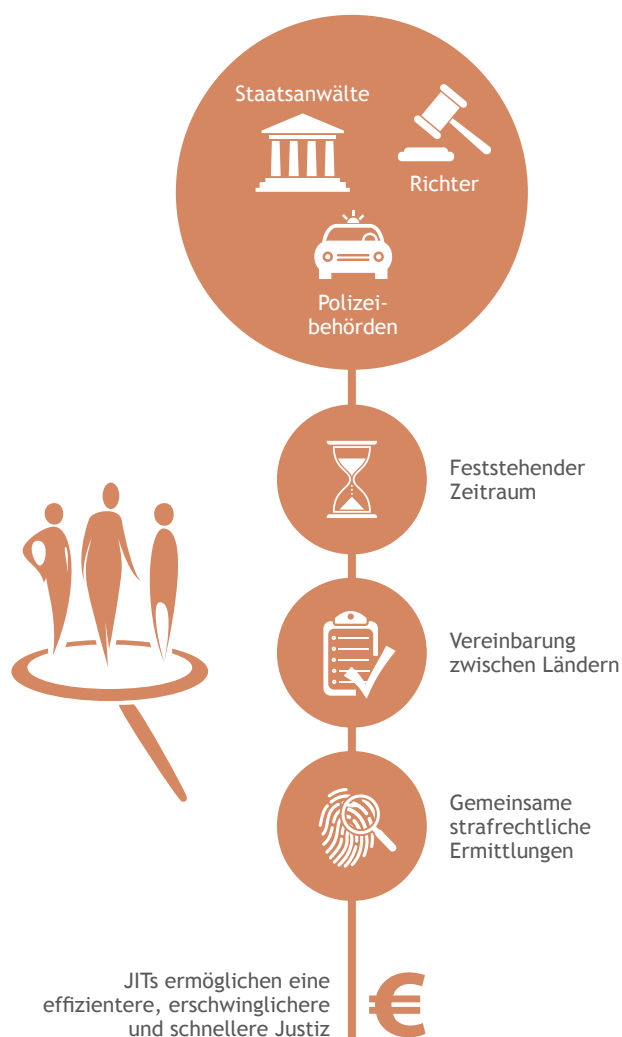 Staatsanwälte
Richter
Polizei-
behörden
Feststehender
Zeitraum
Vereinbarung
zwischen Ländern
Gemeinsame
strafrechtliche
Ermittlungen
JITs ermöglichen eine
effizientere, erschwinglichere
und schnellere Justiz
€